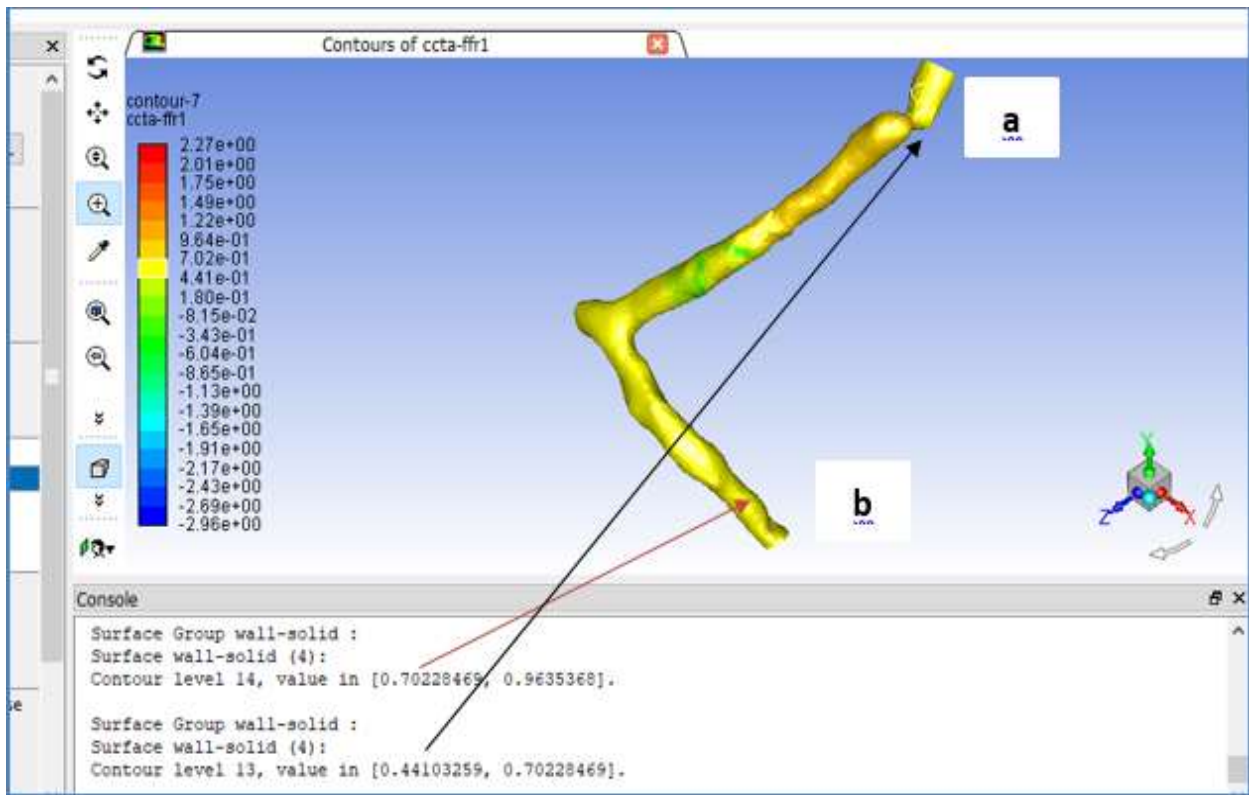 Contours of ccta-ffr1
contour-7
ccta-ffr1
2.27e+00
2.01e+00
1.75e+00
1.49e+00
1.22e+00
9.64e-01
7.02e-01
4.41e-01
1.80e-01
-8.15e-02
-3.43e-01
-6.04e-01
-8.65e-01
-1.13e+00
-1.39e+00
-1.65e+00
-1.91e+00
-2.17e+00
-2.43e+00
-2.69e+00
-2.96e+00
a
b
Y
Z
X
Console
Surface Group wall-solid :
Surface wall-solid (4):
Contour level 14, value in [0.70228469, 0.9635368].
se
Surface Group wall-solid :
Surface wall-solid (4):
Contour level 13, value in [0.44103259, 0.70228469].